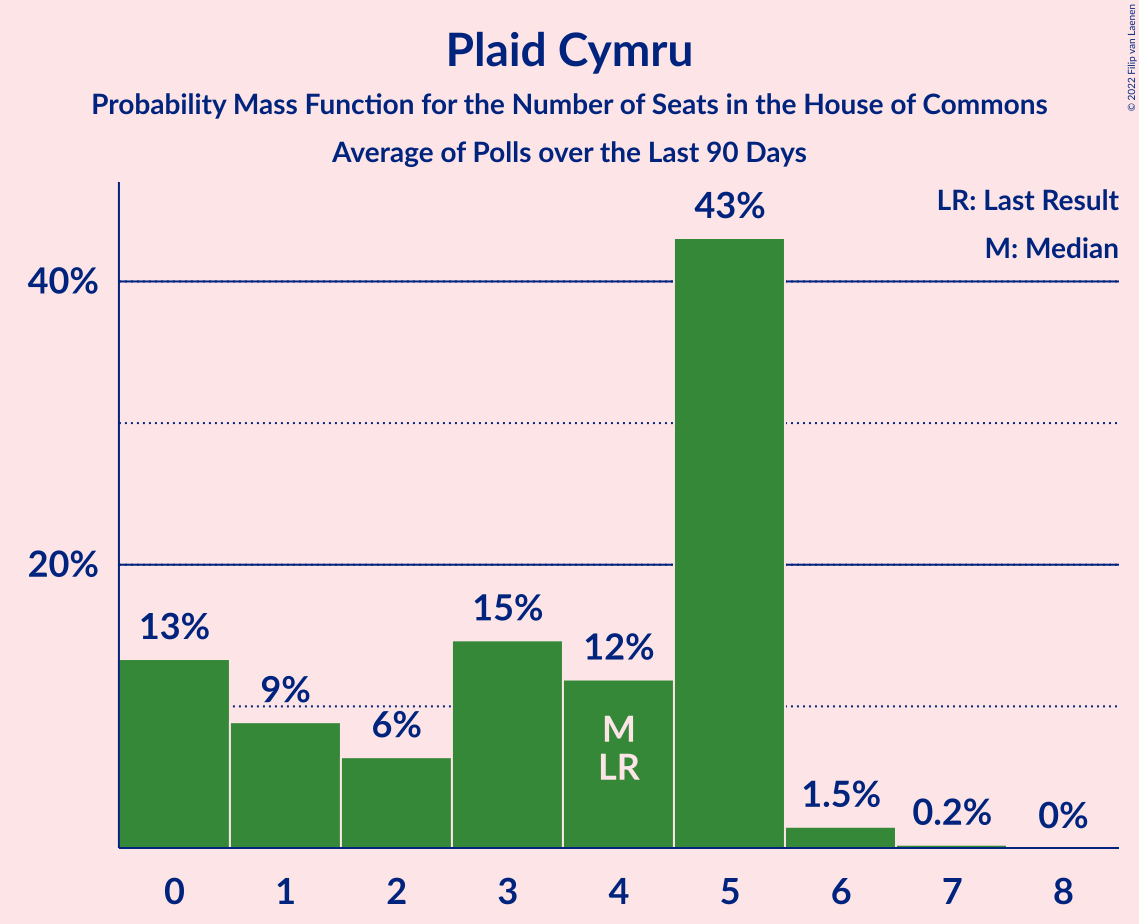 Plaid Cymru
Probability Mass Function for the Number of Seats in the House of Commons
Average of Polls over the Last 90 Days
© 2022 Filip van Laenen
LR: Last Result
M: Median
40%
20%
13%
9%
6%
15%
12%
43%
1.5%
0.2%
0%
M
LR
0
1
2
3
4
5
6
7
8